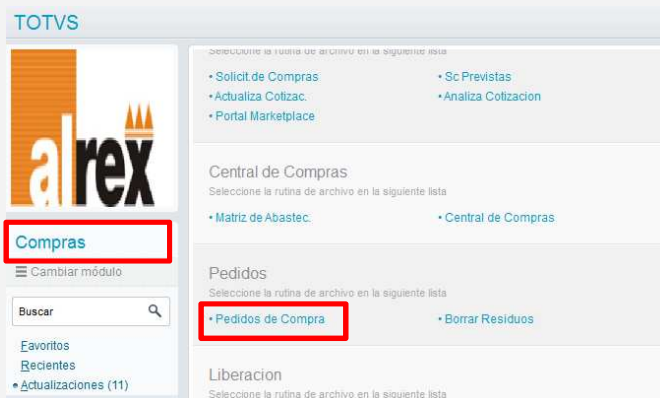 TOTVS
alrex
Compras
Cambiar módulo
Buscar
Favoritos
Recientes
Actualizaciones (11)
Seleccione la rutina de archivo en la siguiente lista
• Solicit.de Compras
• Sc Previstas
• Actualiza Cotizac.
• Analiza Cotizacion
• Portal Marketplace
Central de Compras
Seleccione la rutina de archivo en la siguiente lista
• Matriz de Abastec.
• Central de Compras
Pedidos
Seleccione la rutina de archivo en la siguiente lista
• Pedidos de Compra
• Borrar Residuos
Liberacion
Seleccione la rutina de archivo en la siguiente lista